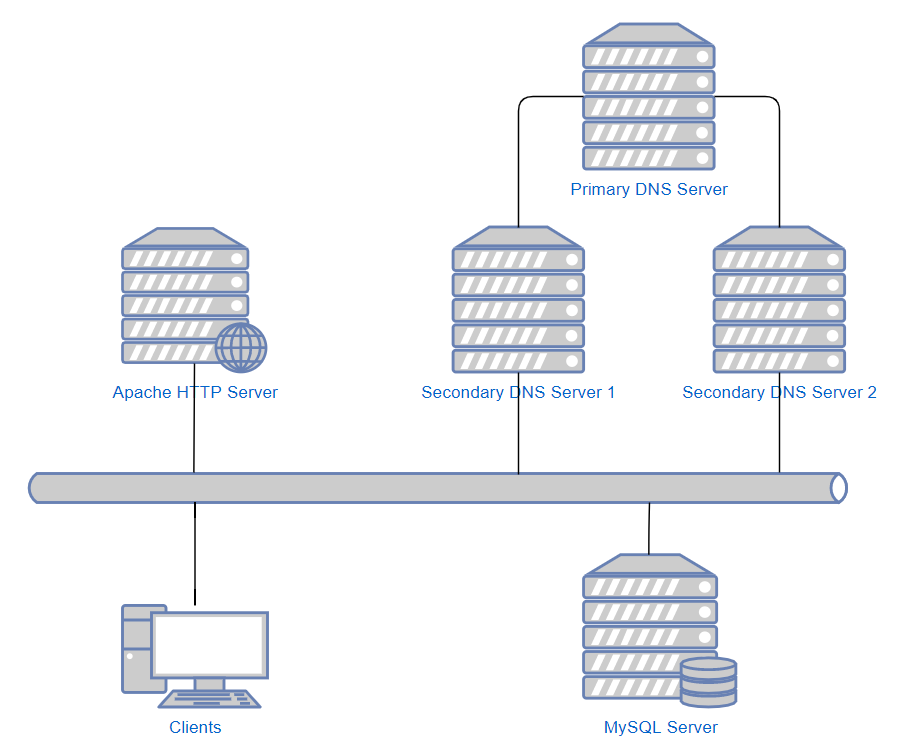 Primary DNS Server
Apache HTTP Server
Secondary DNS Server 1
Secondary DNS Server 2
Clients
MySQL Server